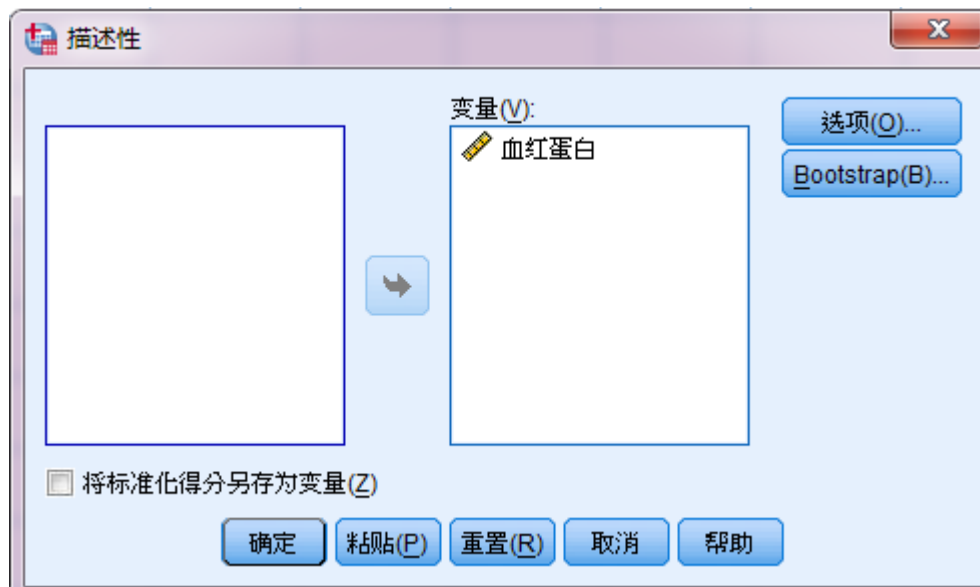 描述性
变量(V):
血红蛋白
选项(O)...
Bootstrap(B)...
将标准化得分另存为变量(Z)
确定
粘贴(P)
重置(R)
取消
帮助